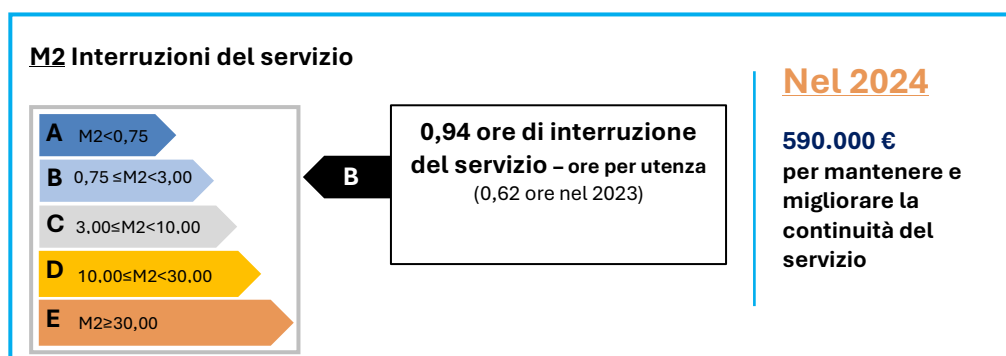 M2 Interruzioni del servizio
A M2<0,75
B 0,75 ≤M2<3,00
C 3,00≤M2<10,00
D 10,00≤M2<30,00
E M2≥30,00
B
0,94 ore di interruzione
del servizio – ore per utenza
(0,62 ore nel 2023)
Nel 2024
590.000 €
per mantenere e
migliorare la
continuità del
servizio